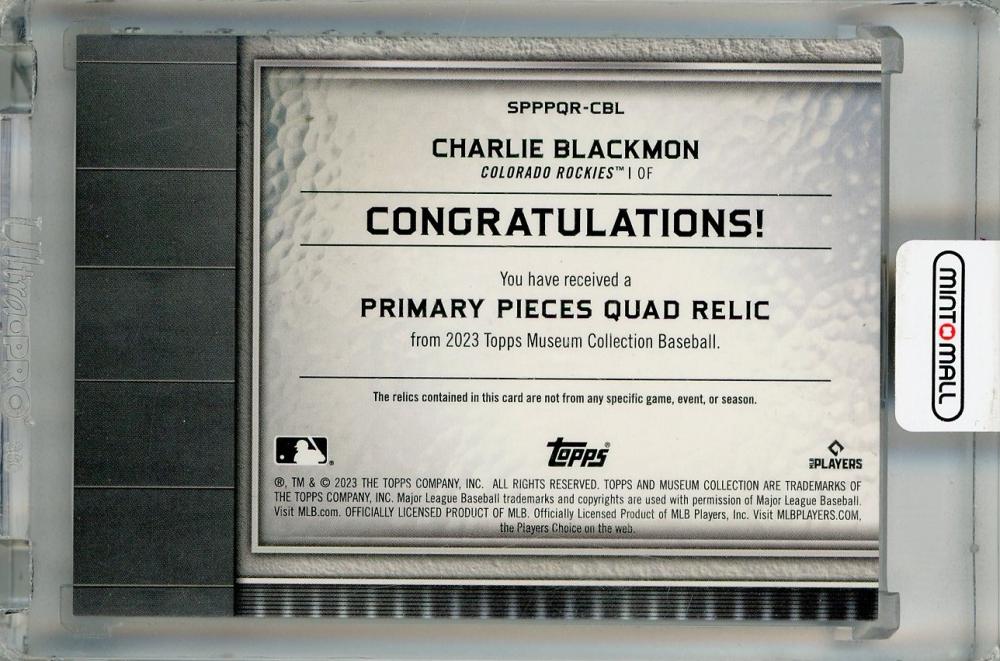 SPPPQR-CBL
CHARLIE BLACKMON
COLORADO ROCKIES™ | OF
CONGRATULATIONS!
You have received a
PRIMARY PIECES QUAD RELIC
from 2023 Topps Museum Collection Baseball.
The relics contained in this card are not from any specific game, event, or season.
Topps®
MLB PLAYERS
®, TM & © 2023 THE TOPPS COMPANY, INC. ALL RIGHTS RESERVED. TOPPS AND MUSEUM COLLECTION ARE TRADEMARKS OF
THE TOPPS COMPANY, INC. Major League Baseball trademarks and copyrights are used with permission of Major League Baseball.
Visit MLB.com. OFFICIALLY LICENSED PRODUCT OF MLB. Officially Licensed Product of MLB Players, Inc. Visit MLBPLAYERS.COM,
the Players Choice on the web.
MINT MALL
Ultra PRO